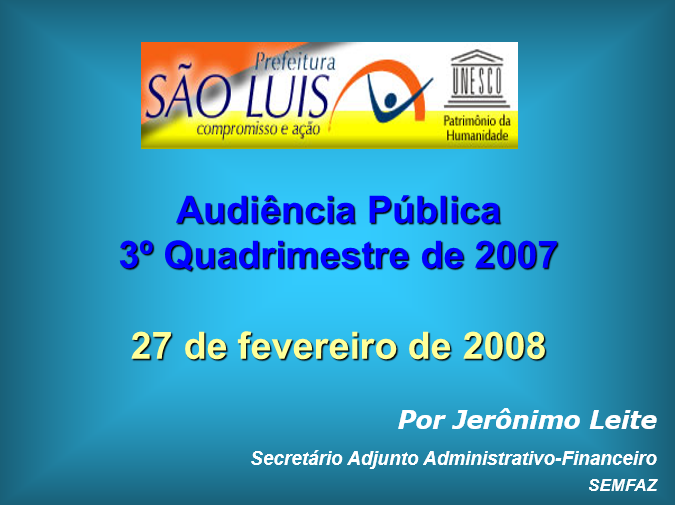 Prefeitura
SÃO LUIS
compromisso e ação
UNESCO
Patrimônio da
Humanidade
Audiência Pública
3º Quadrimestre de 2007
27 de fevereiro de 2008
Por Jerônimo Leite
Secretário Adjunto Administrativo-Financeiro
SEMFAZ